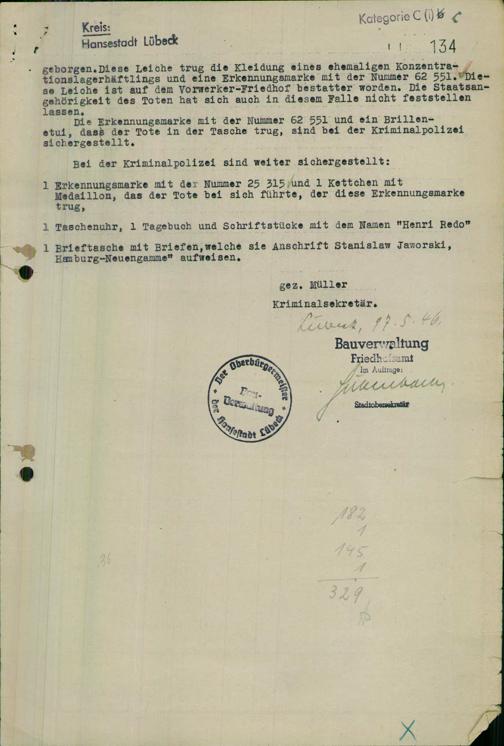 Kategorie C (i) C
Kreis:
Hansestadt Lübeck
134
geborgen.Diese Leiche trug die Kleidung eines ehemaligen Konzentra-
tionslagerhäftlings und eine Erkennungsmarke mit der Nummer 62 551. Die-
se Leiche ist auf dem Vorwerker-Friedhof bestatter worden. Die Staatsan-
gehörigkeit des Toten hat sich auch in diesem Falle nicht feststellen
lassen.
Die Erkennungsmarke mit der Nummer 62 551 und ein Brillen-
etui, dass der Tote in der Tasche trug, sind bei der Kriminalpolizei
sichergestellt.
Bei der Kriminalpolizei sind weiter sichergestellt:
1 Erkennungsmarke mit der Nummer 25 315 und 1 Kettchen mit
Medaillon, das der Tote bei sich führte, der diese Erkennungsmarke
trug,
1 Taschenuhr, 1 Tagebuch und Schriftstücke mit dem Namen "Henri Redo"
1 Brieftasche mit Briefen,welche sie Anschrift Stanislaw Jaworski,
Hamburg-Neuengamme" aufweisen.
gez. Müller
Kriminalsekretär.
Lübeck, 17.5.46.
Bauverwaltung
Friedhofsamt
Im Auftrage:
Stadtobersekretär
Der Oberbürgermeister
der Hansestadt Lübeck
Bau-
Verwaltung
182
1
145
1
329
36